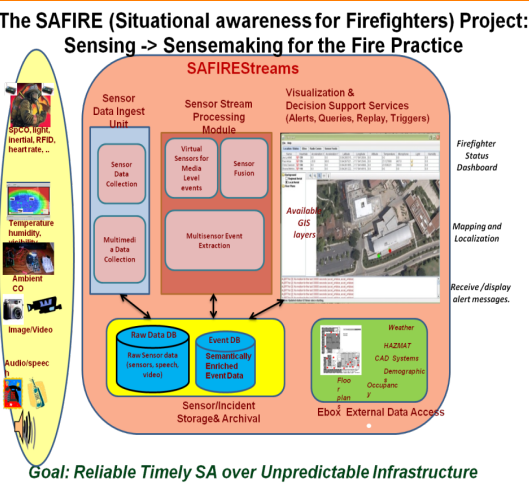 The SAFIRE (Situational awareness for Firefighters) Project:
Sensing -> Sensemaking for the Fire Practice
SAFIREStreams
Sensor
Data Ingest
Unit
Sensor Stream
Processing
Module
Visualization &
Decision Support Services
(Alerts, Queries, Replay, Triggers)
SpCO, light,
inertial, RFID,
heart rate, ..
Temperature
humidity,
visibility
Ambient
CO
Image/Video
Audio/speec
h
Sensor
Data
Collection
Multimedi
a Data
Collection
Virtual
Sensors for
Media
Level
events
Sensor
Fusion
Multisensor Event
Extraction
Available
GIS
layers
Firefighter
Status
Dashboard
Mapping and
Localization
Receive /display
alert messages.
Raw Data DB
Raw Sensor data
(sensors, speech,
video)
Event DB
Semantically
Enriched
Event Data
Sensor/Incident
Storage& Archival
Weather
HAZMAT
CAD Systems
Demographic
s
Occupanc
y
Floo
r
plan
Ebox External Data Access
Goal: Reliable Timely SA over Unpredictable Infrastructure